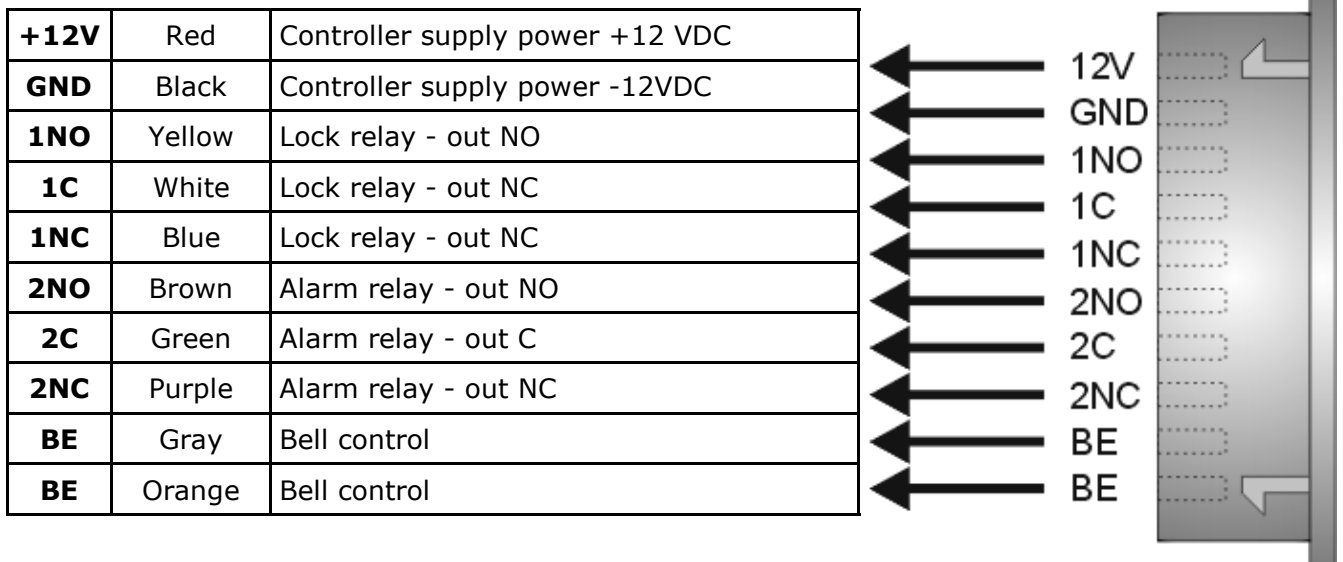 +12V Red Controller supply power +12 VDC
GND Black Controller supply power -12VDC
1NO Yellow Lock relay - out NO
1C White Lock relay - out NC
1NC Blue Lock relay - out NC
2NO Brown Alarm relay - out NO
2C Green Alarm relay - out C
2NC Purple Alarm relay - out NC
BE Gray Bell control
BE Orange Bell control
12V
GND
1NO
1C
1NC
2NO
2C
2NC
BE
BE